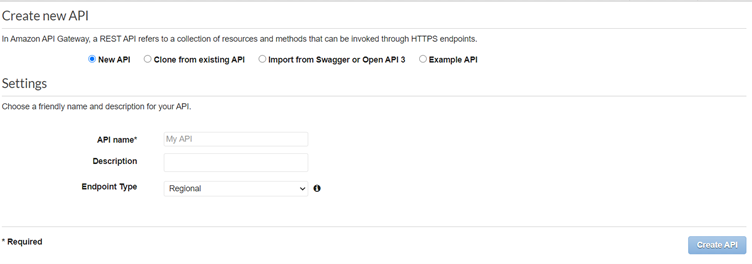 Create new API
In Amazon API Gateway, a REST API refers to a collection of resources and methods that can be invoked through HTTPS endpoints.
New API Clone from existing API Import from Swagger or Open API 3 Example API
Settings
Choose a friendly name and description for your API.
API name* My API
Description
Endpoint Type Regional
* Required Create API